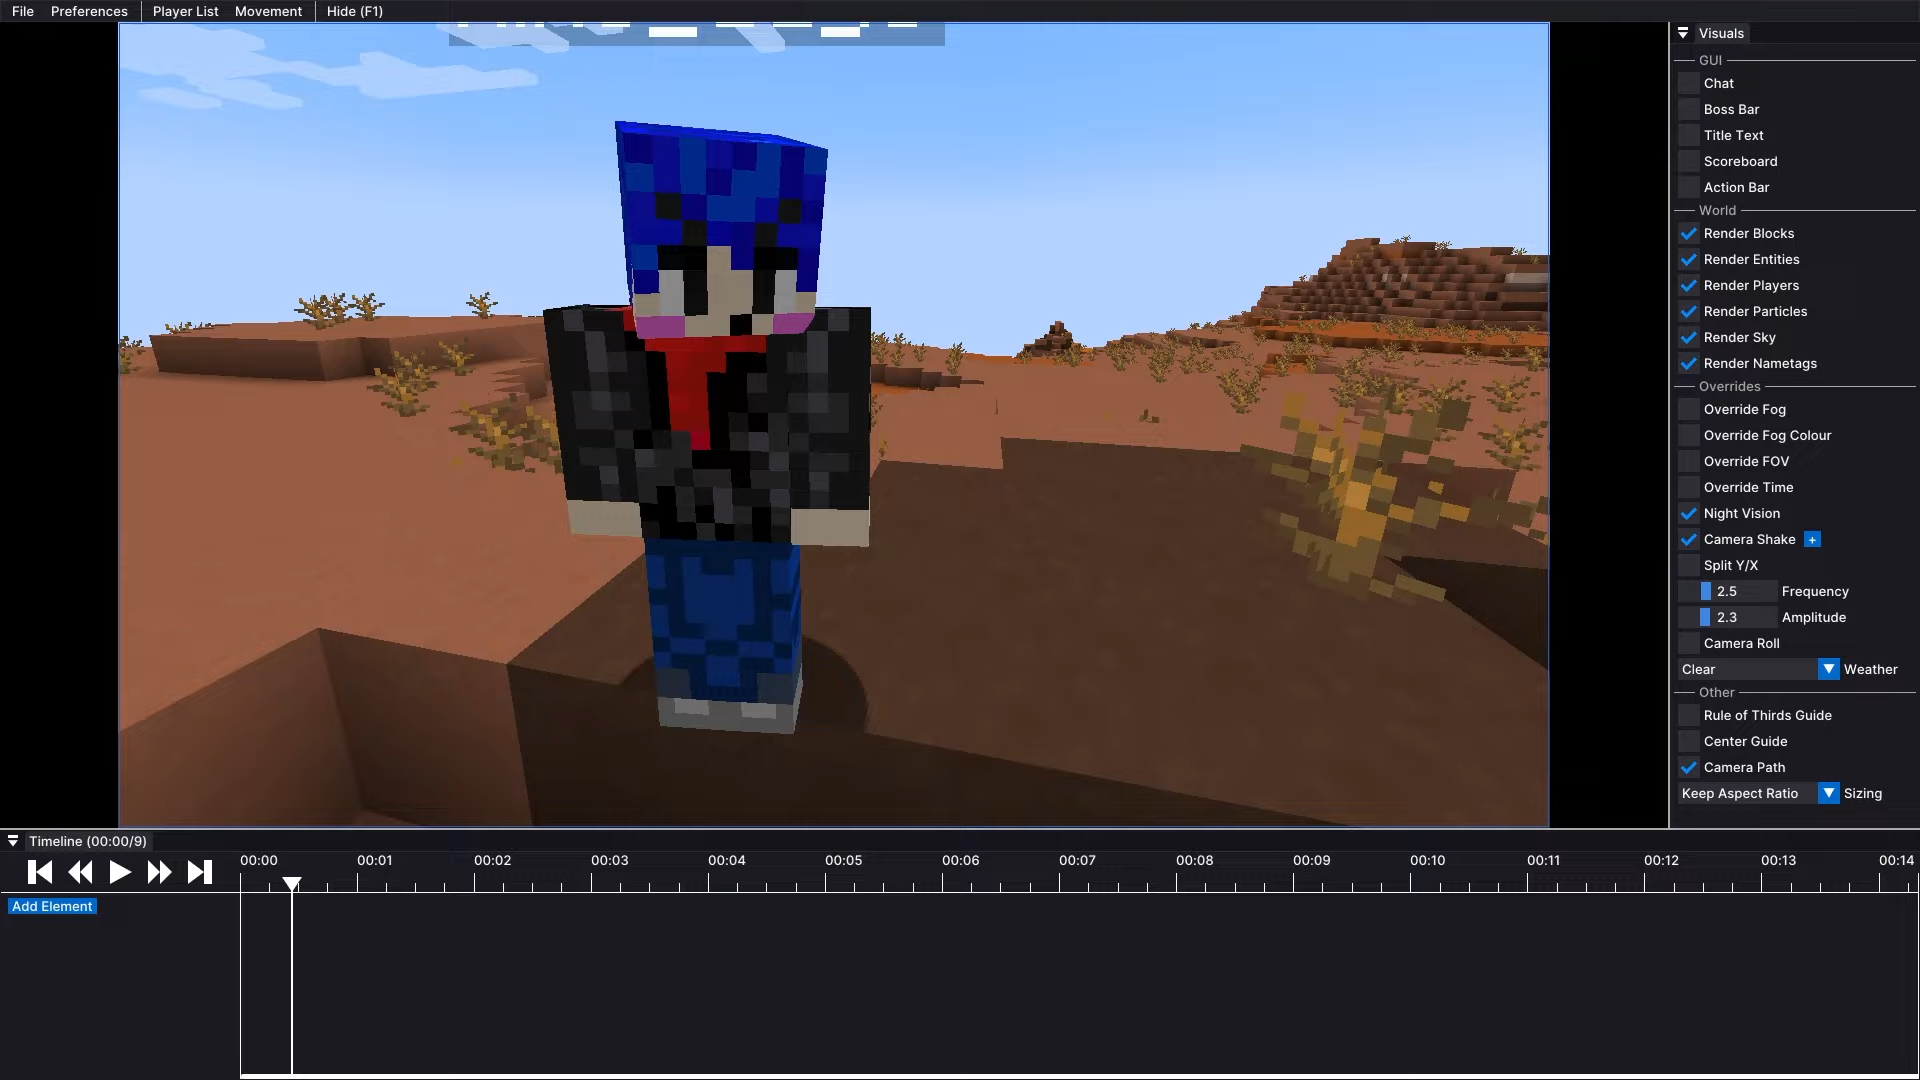 File Preferences Player List Movement Hide (F1)
Visuals
GUI
Chat
Boss Bar
Title Text
Scoreboard
Action Bar
World
Render Blocks
Render Entities
Render Players
Render Particles
Render Sky
Render Nametags
Overrides
Override Fog
Override Fog Colour
Override FOV
Override Time
Night Vision
Camera Shake +
Split Y/X
2.5 Frequency
2.3 Amplitude
Camera Roll
Clear Weather
Other
Rule of Thirds Guide
Center Guide
Camera Path
Keep Aspect Ratio Sizing
Timeline (00:00/9)
00:00 00:01 00:02 00:03 00:04 00:05 00:06 00:07 00:08 00:09 00:10 00:11 00:12 00:13 00:14
Add Element